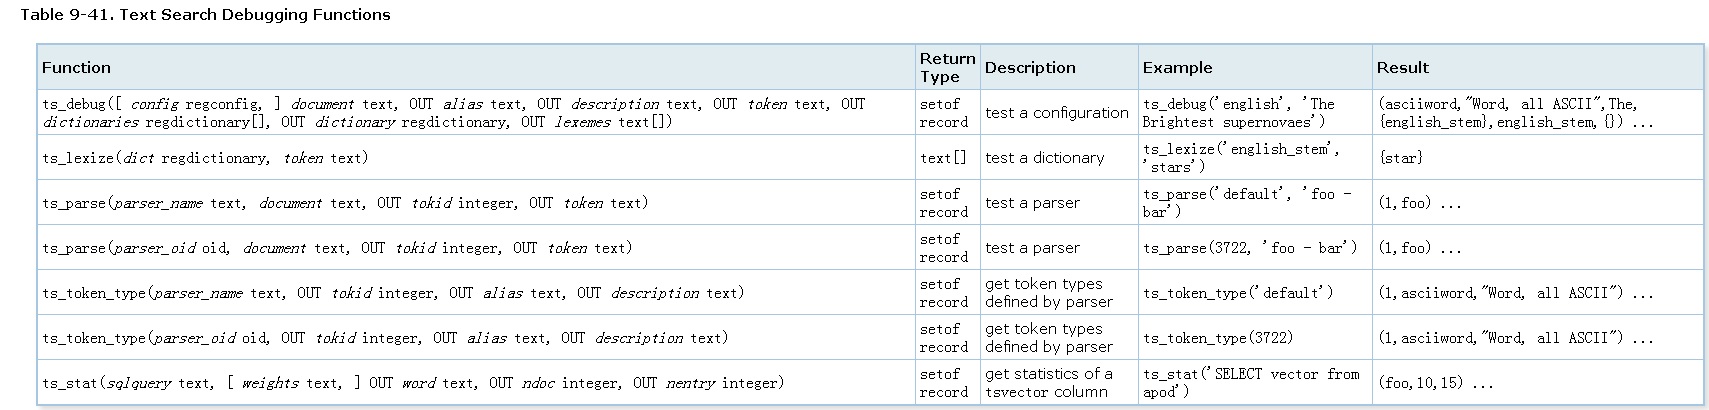 Table 9-41. Text Search Debugging Functions
Function
Return
Type
Description
Example
Result
ts_debug([ config regconfig, ] document text, OUT alias text, OUT description text, OUT token text, OUT
dictionaries regdictionary[], OUT dictionary regdictionary, OUT lexemes text[])
setof
record
test a configuration
ts_debug('english', 'The
Brightest supernovaes')
(asciiword,"Word, all ASCII",The,
{english_stem},english_stem,{}) ...
ts_lexize(dict regdictionary, token text)
text[]
test a dictionary
ts_lexize('english_stem',
'stars')
{star}
ts_parse(parser_name text, document text, OUT tokid integer, OUT token text)
setof
record
test a parser
ts_parse('default', 'foo -
bar')
(1,foo) ...
ts_parse(parser_oid oid, document text, OUT tokid integer, OUT token text)
setof
record
test a parser
ts_parse(3722, 'foo - bar')
(1,foo) ...
ts_token_type(parser_name text, OUT tokid integer, OUT alias text, OUT description text)
setof
record
get token types
defined by parser
ts_token_type('default')
(1,asciiword,"Word, all ASCII") ...
ts_token_type(parser_oid oid, OUT tokid integer, OUT alias text, OUT description text)
setof
record
get token types
defined by parser
ts_token_type(3722)
(1,asciiword,"Word, all ASCII") ...
ts_stat(sqlquery text, [ weights text, ] OUT word text, OUT ndoc integer, OUT nentry integer)
setof
record
get statistics of a
tsvector column
ts_stat('SELECT vector from
apod')
(foo,10,15) ...